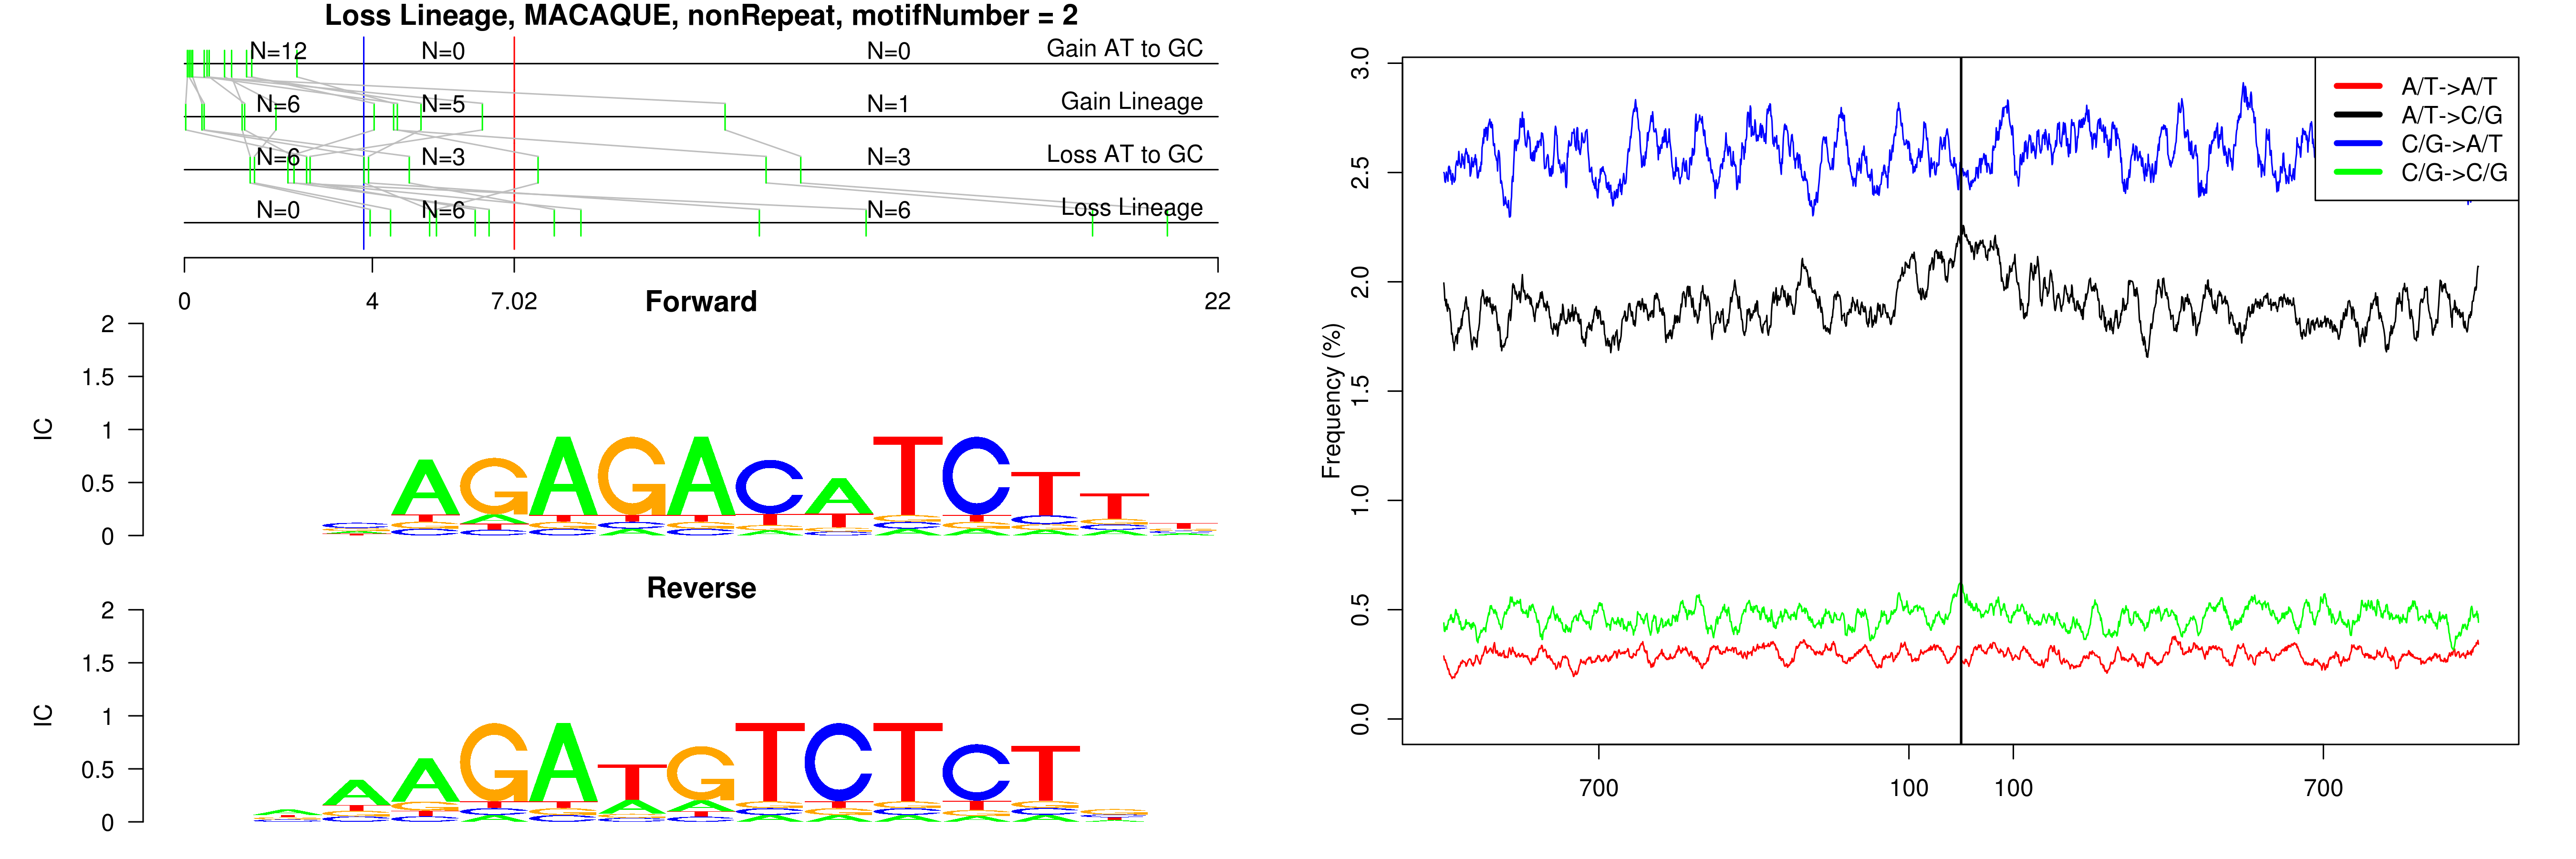 Loss Lineage, MACAQUE, nonRepeat, motifNumber = 2
N=12 N=0 N=0 Gain AT to GC
N=6 N=5 N=1 Gain Lineage
N=6 N=3 N=3 Loss AT to GC
N=0 N=6 N=6 Loss Lineage
0 4 7.02 22
Forward
2
1.5
1
0.5
0
IC
AGAGACATCTT
Reverse
2
1.5
1
0.5
0
IC
AAGATGTCTCT
3.0
2.5
2.0
1.5
1.0
0.5
0.0
Frequency (%)
A/T->A/T
A/T->C/G
C/G->A/T
C/G->C/G
700 100 100 700